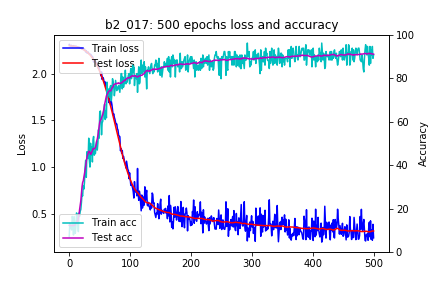 b2_017: 500 epochs loss and accuracy
Train loss
Test loss
Train acc
Test acc
Loss
2.0
1.5
1.0
0.5
Accuracy
100
80
60
40
20
0
0
100
200
300
400
500